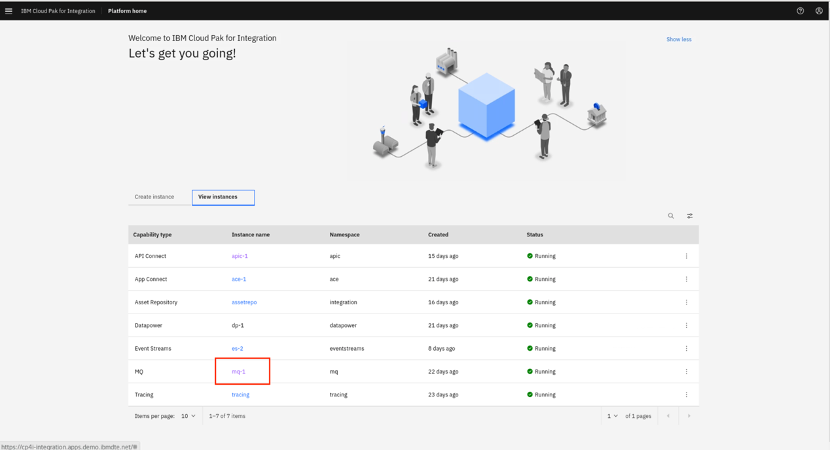 IBM Cloud Pak for Integration | Platform home
Welcome to IBM Cloud Pak for Integration
Let's get you going!
Show less
Create instance
View instances
Capability type Instance name Namespace Created Status
API Connect apic-1 apic 15 days ago Running
App Connect ace-1 ace 21 days ago Running
Asset Repository assetrepo integration 16 days ago Running
Datapower dp-1 datapower 21 days ago Running
Event Streams es-2 eventstreams 8 days ago Running
MQ mq-1 mq 22 days ago Running
Tracing tracing tracing 23 days ago Running
Items per page: 10 1–7 of 7 items 1 of 1 pages
https://cp4i-integration.apps.demo.ibmdte.net/#